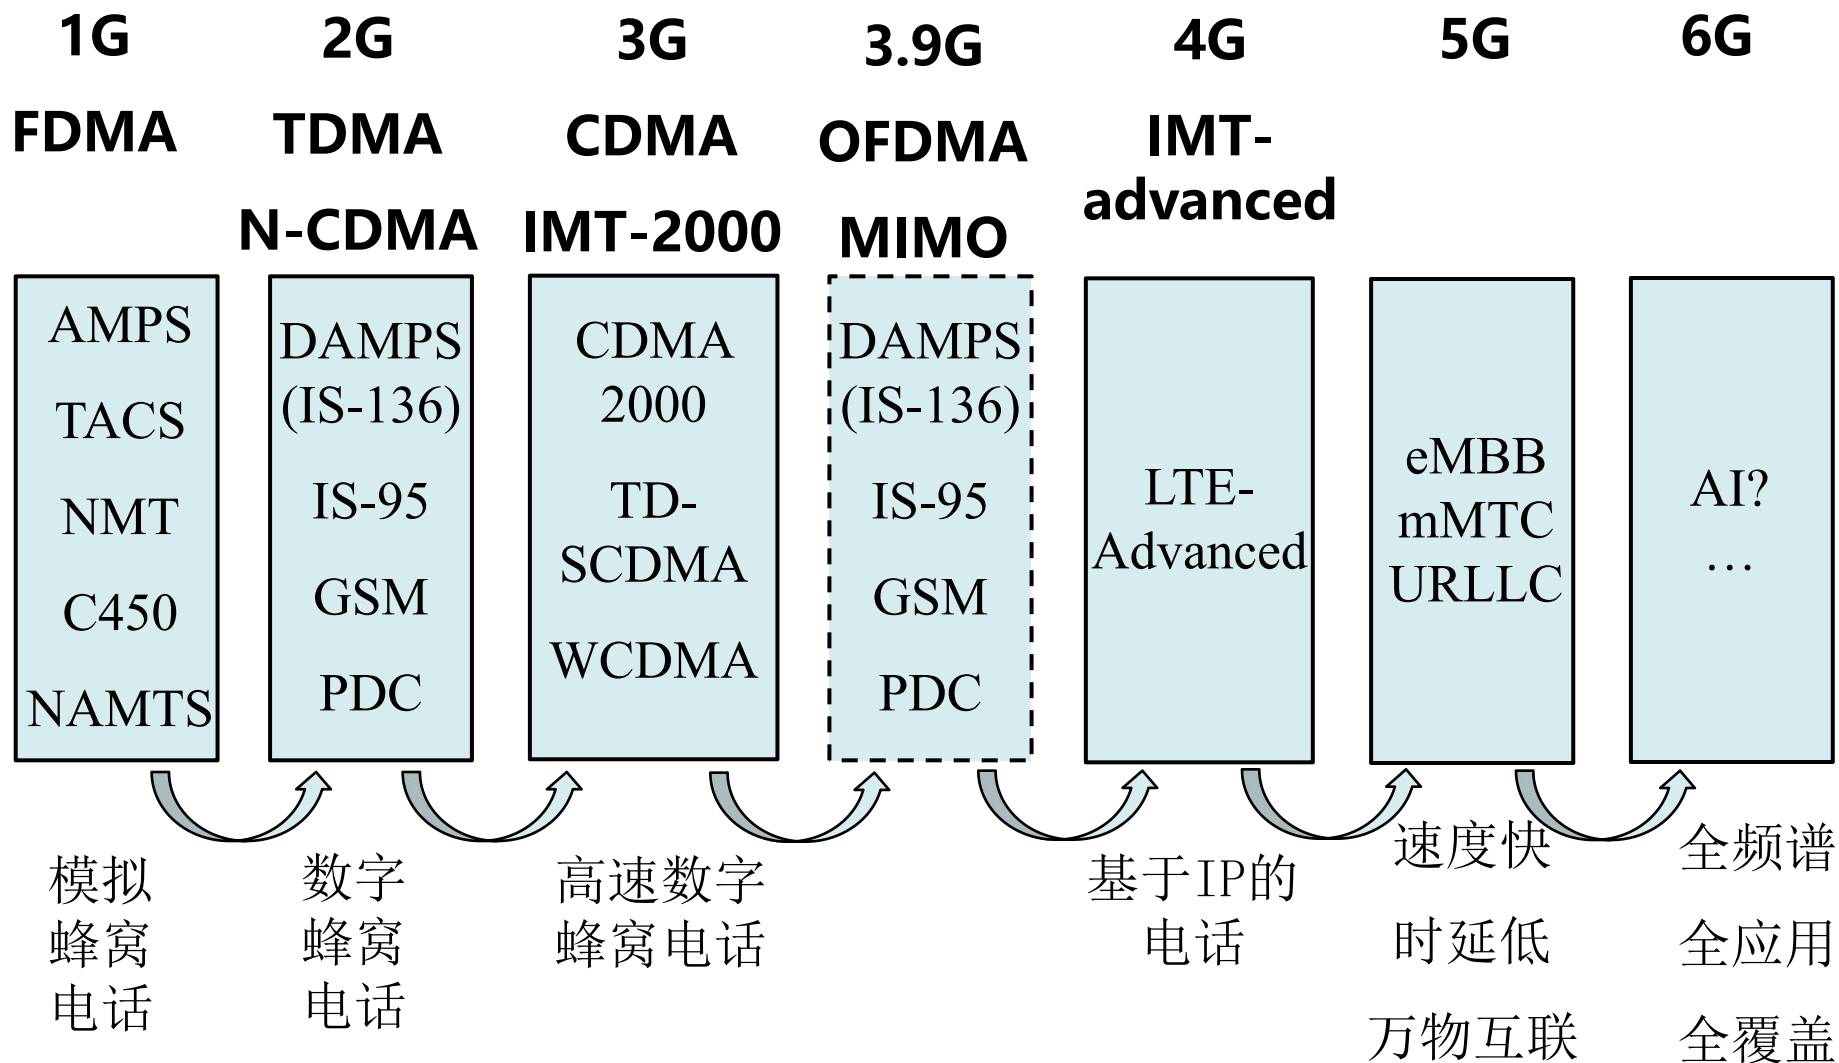 1G
FDMA
AMPS
TACS
NMT
C450
NAMTS
模拟
蜂窝
电话
2G
TDMA
N-CDMA
DAMPS
(IS-136)
IS-95
GSM
PDC
数字
蜂窝
电话
3G
CDMA
IMT-2000
CDMA
2000
TD-
SCDMA
WCDMA
高速数字
蜂窝电话
3.9G
OFDMA
MIMO
DAMPS
(IS-136)
IS-95
GSM
PDC
4G
IMT-
advanced
LTE-
Advanced
基于IP的
电话
5G
eMBB
mMTC
URLLC
速度快
时延低
万物互联
6G
AI?
…
全频谱
全应用
全覆盖